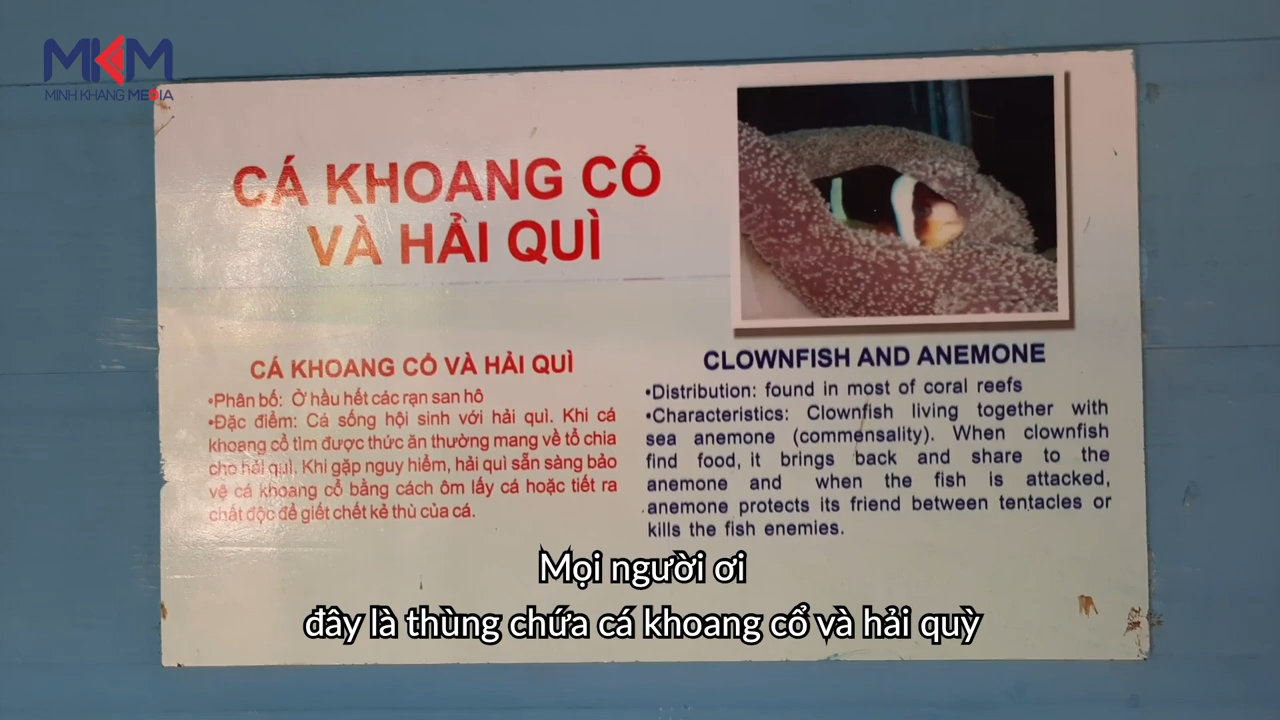 MKM
MINH KHANG MEDIA
CÁ KHOANG CỔ
VÀ HẢI QUÌ
CÁ KHOANG CỔ VÀ HẢI QUÌ
•Phân bố: Ở hầu hết các rạn san hô
•Đặc điểm: Cá sống hội sinh với hải quì. Khi cá
khoang cổ tìm được thức ăn thường mang về tổ chia
cho hải quì. Khi gặp nguy hiểm, hải quì sẵn sàng bảo
vệ cá khoang cổ bằng cách ôm lấy cá hoặc tiết ra
chất độc để giết chết kẻ thù của cá.
CLOWNFISH AND ANEMONE
•Distribution: found in most of coral reefs
•Characteristics: Clownfish living together with
sea anemone (commensality). When clownfish
find food, it brings back and share to the
anemone and when the fish is attacked,
anemone protects its friend between tentacles or
kills the fish enemies.
Mọi người ơi
đây là thùng chứa cá khoang cổ và hải quỳ